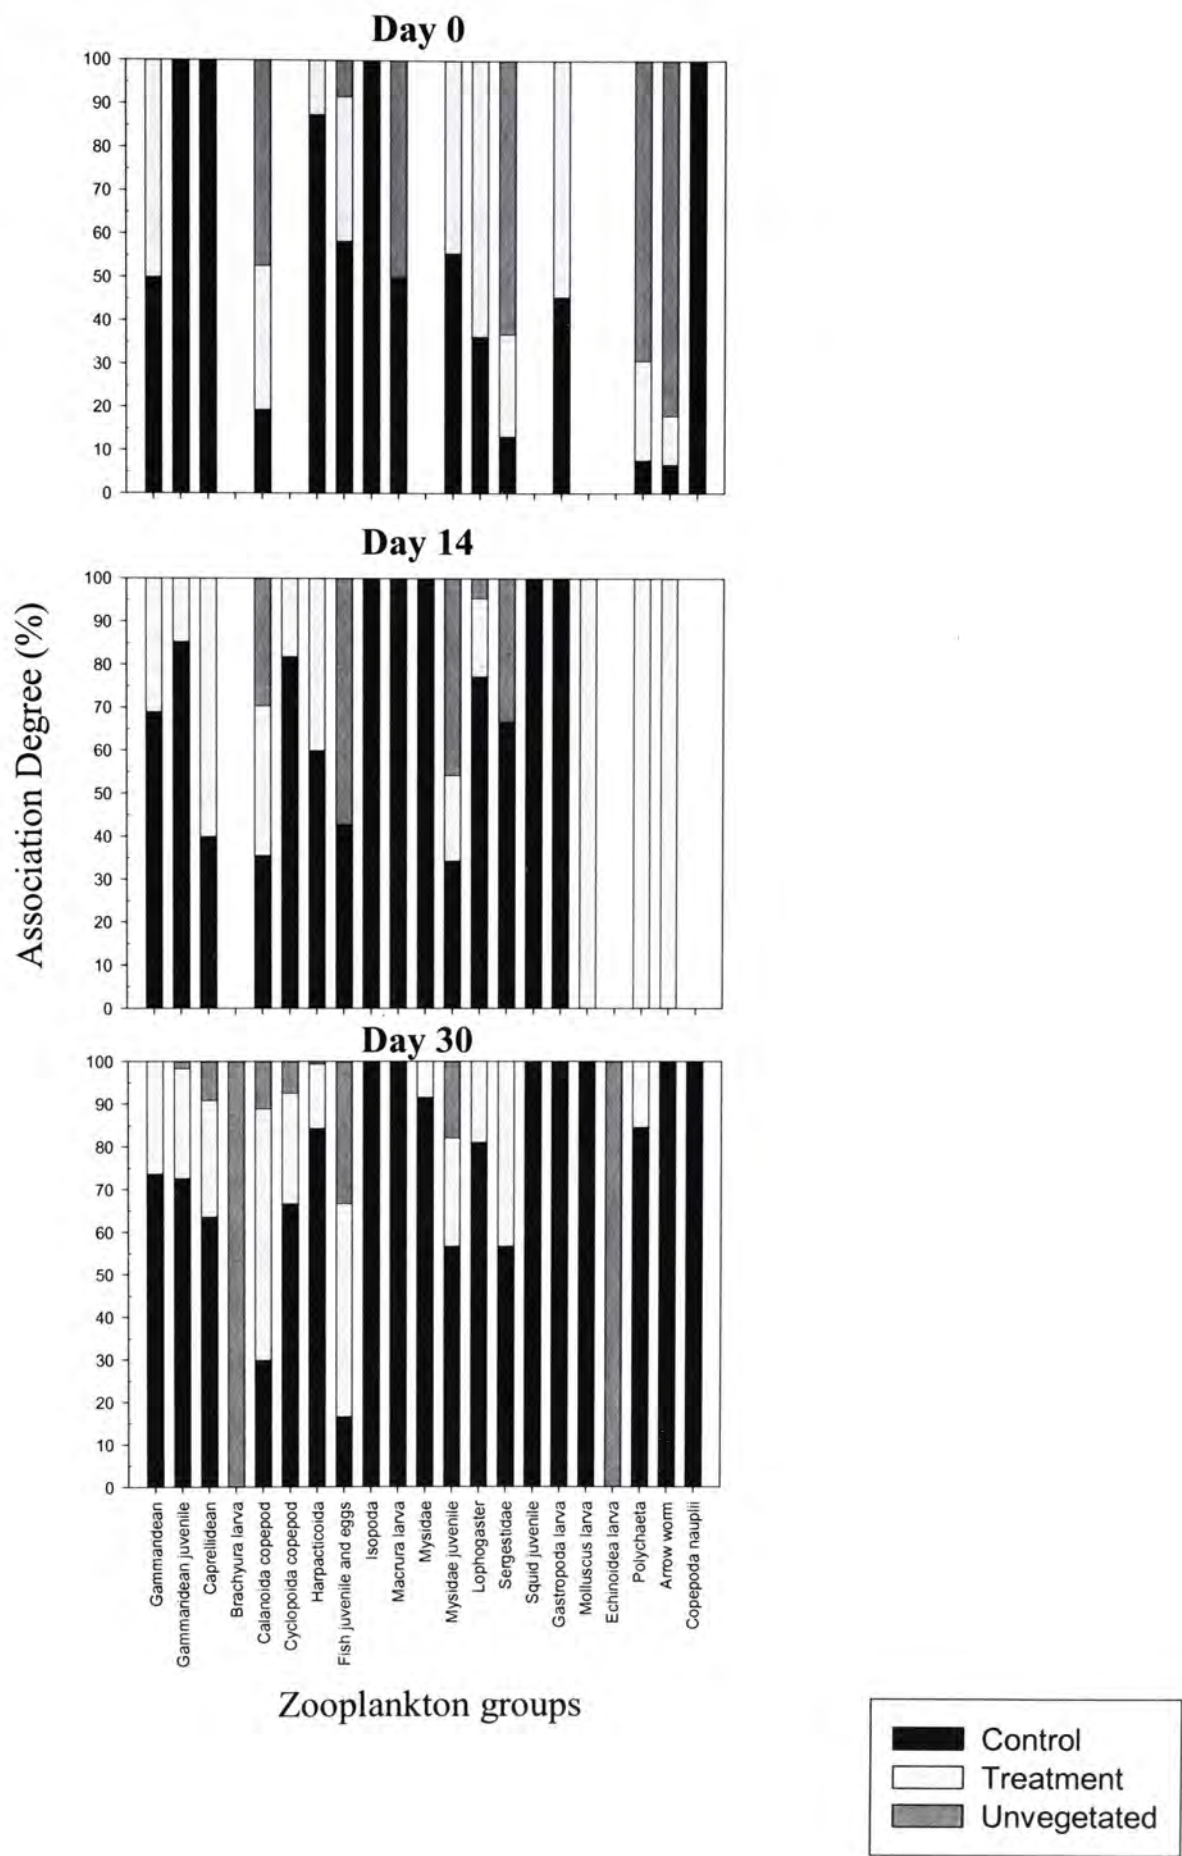 Day 0
100
90
80
70
60
50
40
30
20
10
0
Day 14
100
90
80
70
60
50
40
30
20
10
0
Association Degree (%)
Day 30
100
90
80
70
60
50
40
30
20
10
0
Gammaridean
Gammaridean juvenile
Caprellidean
Brachyura larva
Calanoida copepod
Cyclopoida copepod
Harpacticoida
Fish juvenile and eggs
Isopoda
Macrura larva
Mysidae
Mysidae juvenile
Lophogaster
Sergestidae
Squid juvenile
Gastropoda larva
Molluscus larva
Echinoidea larva
Polychaeta
Arrow worm
Copepoda nauplii
Zooplankton groups
Control
Treatment
Unvegetated